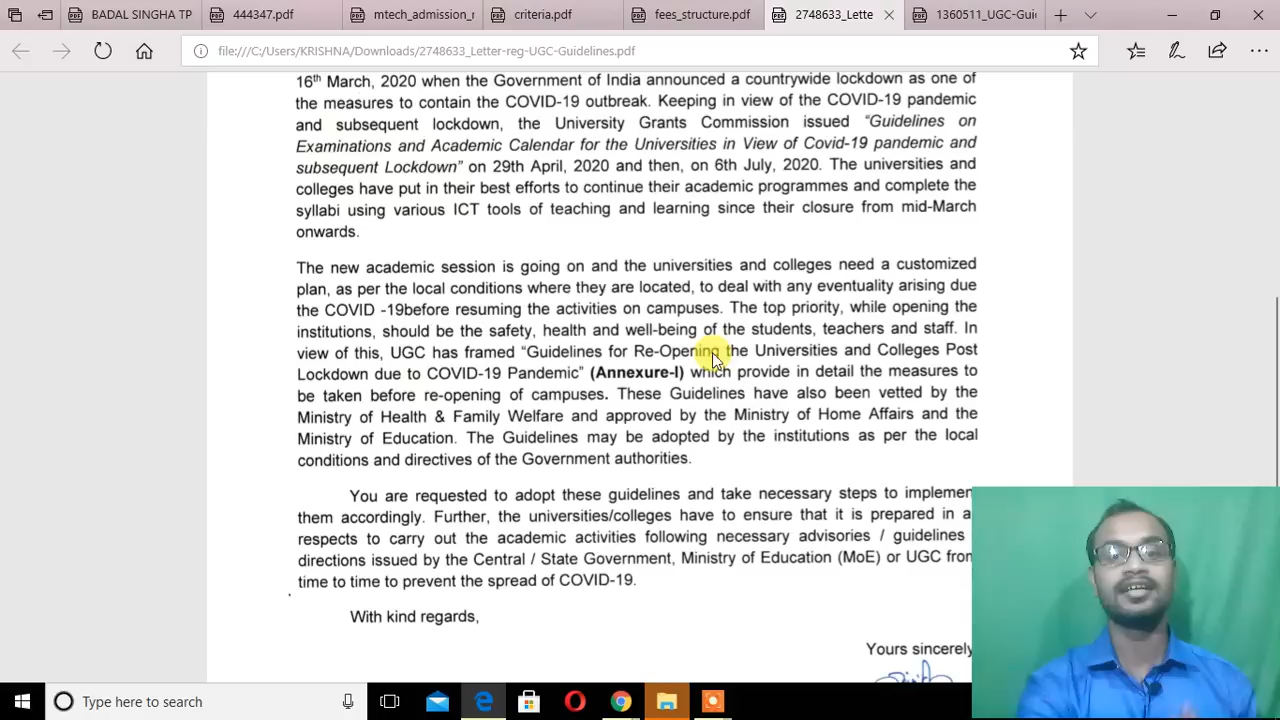 BADAL SINGHA TP
444347.pdf
mtech_admission_r
criteria.pdf
fees_structure.pdf
2748633_Lette
1360511_UGC-Gui
file:///C:/Users/KRISHNA/Downloads/2748633_Letter-reg-UGC-Guidelines.pdf
16th March, 2020 when the Government of India announced a countrywide lockdown as one of
the measures to contain the COVID-19 outbreak. Keeping in view of the COVID-19 pandemic
and subsequent lockdown, the University Grants Commission issued "Guidelines on
Examinations and Academic Calendar for the Universities in View of Covid-19 pandemic and
subsequent Lockdown" on 29th April, 2020 and then, on 6th July, 2020. The universities and
colleges have put in their best efforts to continue their academic programmes and complete the
syllabi using various ICT tools of teaching and learning since their closure from mid-March
onwards.
The new academic session is going on and the universities and colleges need a customized
plan, as per the local conditions where they are located, to deal with any eventuality arising due
the COVID -19before resuming the activities on campuses. The top priority, while opening the
institutions, should be the safety, health and well-being of the students, teachers and staff. In
view of this, UGC has framed "Guidelines for Re-Opening the Universities and Colleges Post
Lockdown due to COVID-19 Pandemic" (Annexure-I) which provide in detail the measures to
be taken before re-opening of campuses. These Guidelines have also been vetted by the
Ministry of Health & Family Welfare and approved by the Ministry of Home Affairs and the
Ministry of Education. The Guidelines may be adopted by the institutions as per the local
conditions and directives of the Government authorities.
You are requested to adopt these guidelines and take necessary steps to implemen
them accordingly. Further, the universities/colleges have to ensure that it is prepared in a
respects to carry out the academic activities following necessary advisories / guidelines
directions issued by the Central / State Government, Ministry of Education (MoE) or UGC from
time to time to prevent the spread of COVID-19.
With kind regards,
Yours sincerely
Type here to search